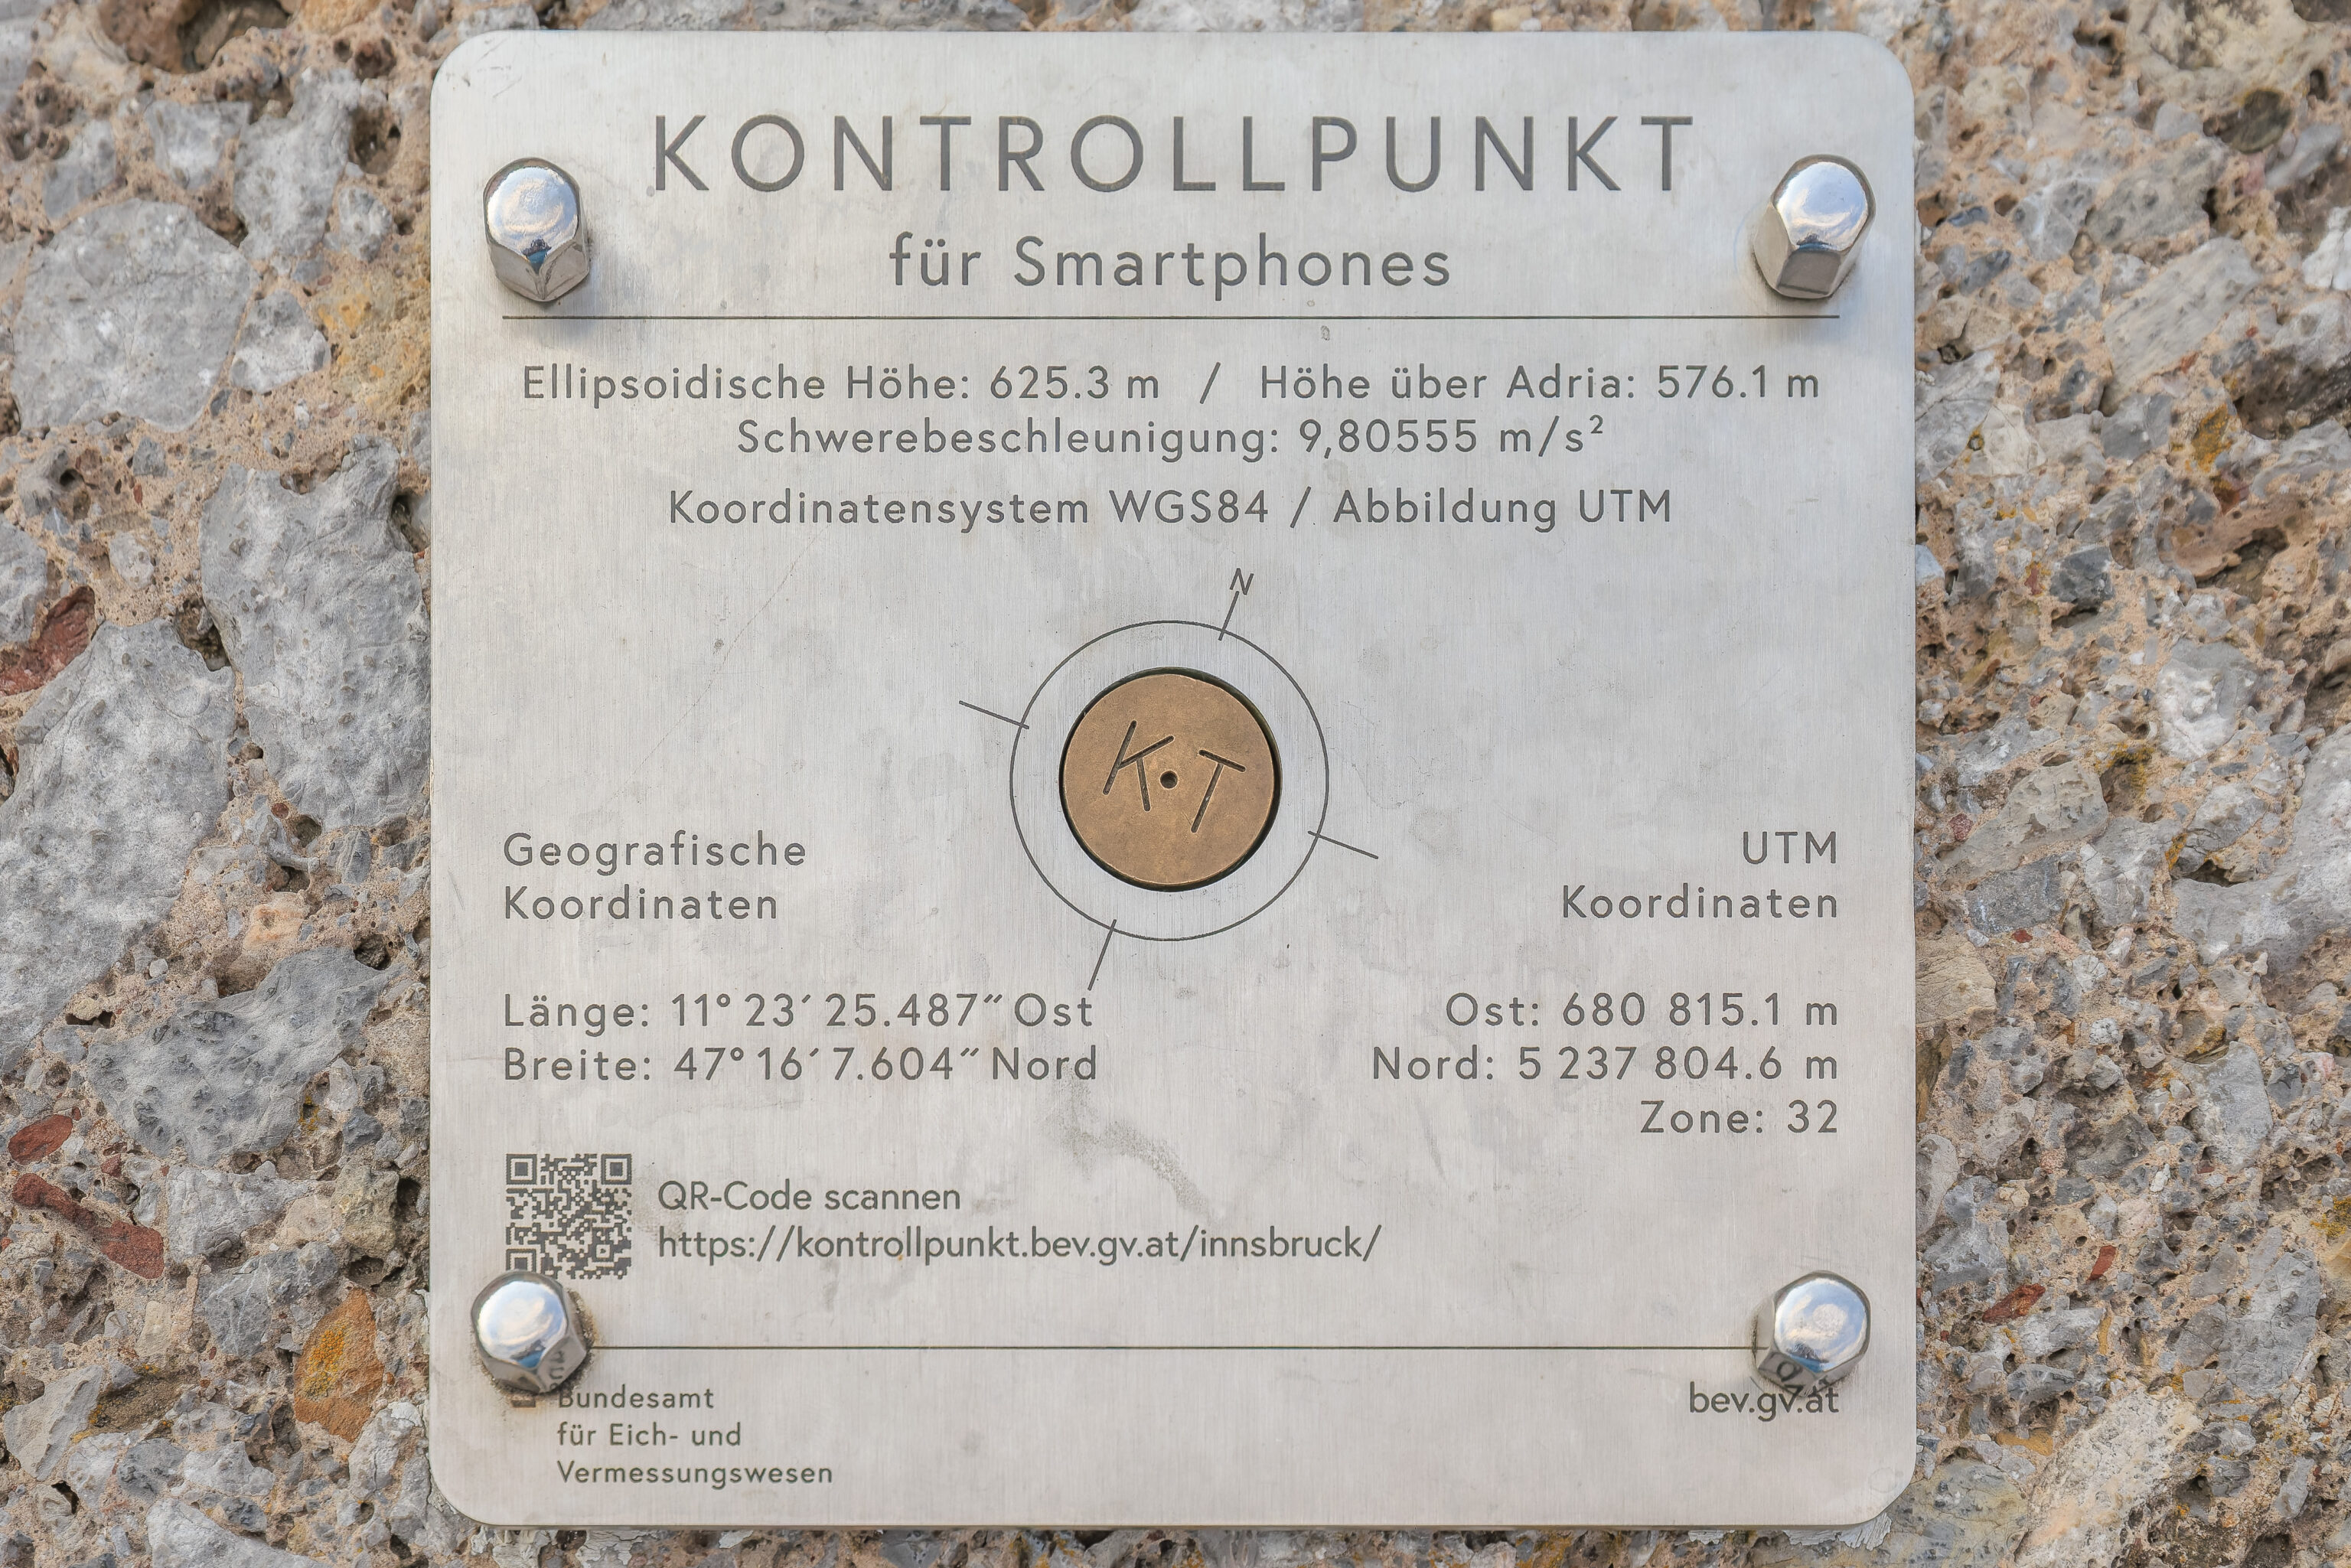 KONTROLLPUNKT
für Smartphones
Ellipsoidische Höhe: 625.3 m / Höhe über Adria: 576.1 m
Schwerebeschleunigung: 9,80555 m/s²
Koordinatensystem WGS84 / Abbildung UTM
N
K•T
Geografische
Koordinaten
Länge: 11° 23´ 25.487˝ Ost
Breite: 47° 16´ 7.604˝ Nord
UTM
Koordinaten
Ost: 680 815.1 m
Nord: 5 237 804.6 m
Zone: 32
QR-Code scannen
https://kontrollpunkt.bev.gv.at/innsbruck/
Bundesamt
für Eich- und
Vermessungswesen
bev.gv.at